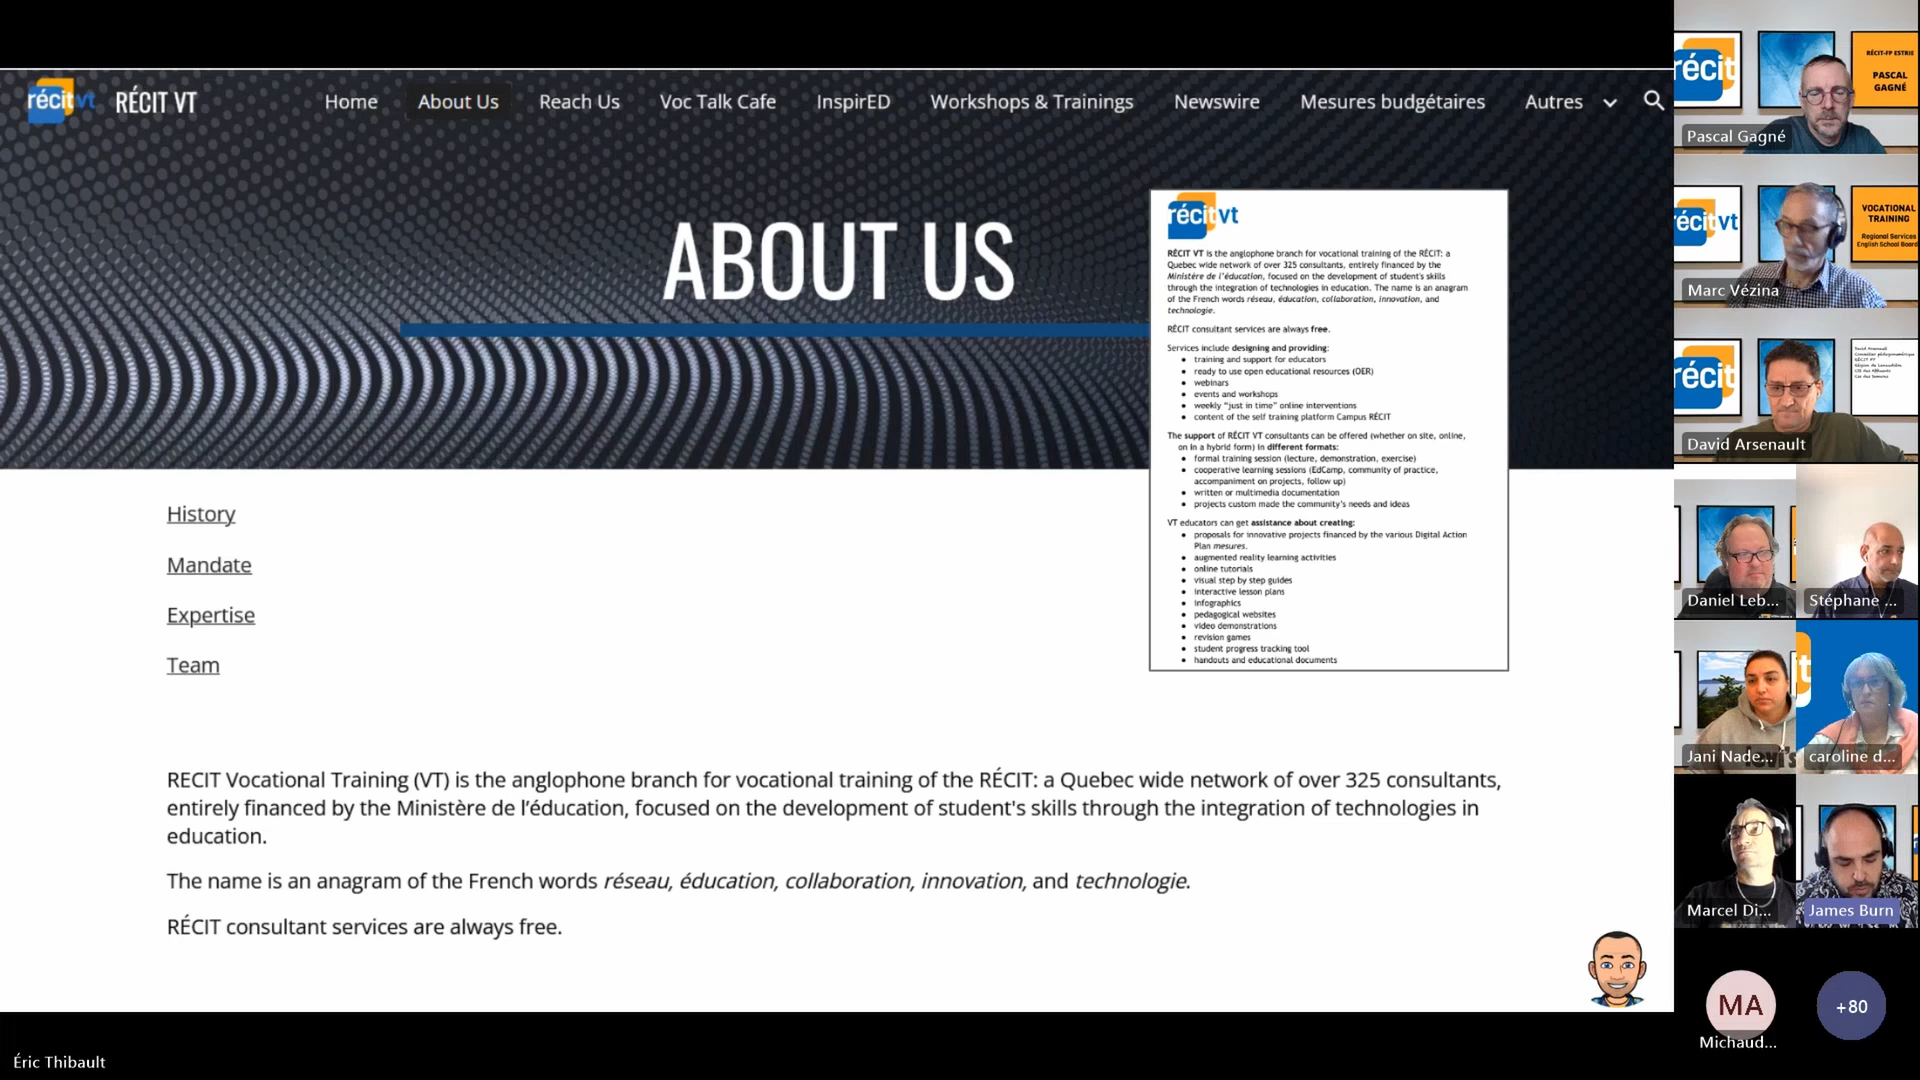 récitvt
RÉCIT VT
Home
About Us
Reach Us
Voc Talk Cafe
InspirED
Workshops & Trainings
Newswire
Mesures budgétaires
Autres
ABOUT US
récitvt
RÉCIT VT is the anglophone branch for vocational training of the RÉCIT: a
Quebec wide network of over 325 consultants, entirely financed by the
Ministère de l'éducation, focused on the development of student's skills
through the integration of technologies in education. The name is an anagram
of the French words réseau, éducation, collaboration, innovation, and
technologie.
RÉCIT consultant services are always free.
Services include designing and providing:
• training and support for educators
• ready to use open educational resources (OER)
• webinars
• events and workshops
• weekly "just in time" online interventions
• content of the self training platform Campus RÉCIT
The support of RÉCIT VT consultants can be offered (whether on site, online,
on in a hybrid form) in different formats:
• formal training session (lecture, demonstration, exercise)
• cooperative learning sessions (EdCamp, community of practice,
accompaniment on projects, follow up)
• written or multimedia documentation
• projects custom made the community's needs and ideas
VT educators can get assistance about creating:
• proposals for innovative projects financed by the various Digital Action
Plan mesures.
• augmented reality learning activities
• online tutorials
• visual step by step guides
• interactive lesson plans
• infographics
• pedagogical websites
• video demonstrations
• revision games
• student progress tracking tool
• handouts and educational documents
History
Mandate
Expertise
Team
RECIT Vocational Training (VT) is the anglophone branch for vocational training of the RÉCIT: a Quebec wide network of over 325 consultants,
entirely financed by the Ministère de l'éducation, focused on the development of student's skills through the integration of technologies in
education.
The name is an anagram of the French words réseau, éducation, collaboration, innovation, and technologie.
RÉCIT consultant services are always free.
Éric Thibault
récit
RÉCIT-FP ESTRIE
PASCAL
GAGNÉ
Pascal Gagné
récitvt
VOCATIONAL
TRAINING
Regional Services
English School Board
Marc Vézina
récit
David Arsenault
Daniel Leb...
Stéphane ...
Jani Nade...
caroline d...
Marcel Di...
James Burn
MA
Michaud...
+80